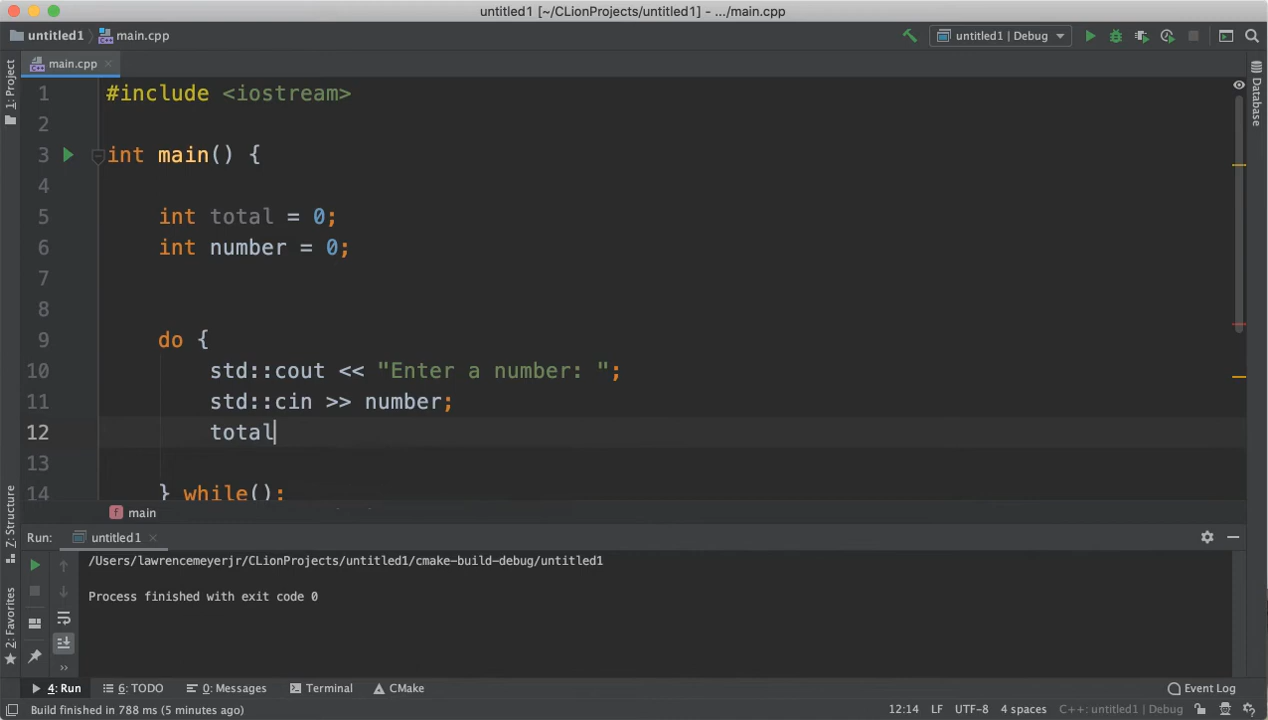 untitled1 [~/CLionProjects/untitled1] - .../main.cpp
untitled1 main.cpp untitled1 | Debug
main.cpp
1 #include <iostream>
2
3 int main() {
4
5 int total = 0;
6 int number = 0;
7
8
9 do {
10 std::cout << "Enter a number: ";
11 std::cin >> number;
12 total
13
14 } while();
f main
1: Project
Z: Structure
2: Favorites
Database
Run: untitled1
/Users/lawrencemeyerjr/CLionProjects/untitled1/cmake-build-debug/untitled1
Process finished with exit code 0
4: Run 6: TODO 0: Messages Terminal CMake Event Log
Build finished in 788 ms (5 minutes ago) 12:14 LF UTF-8 4 spaces C++: untitled1 | Debug